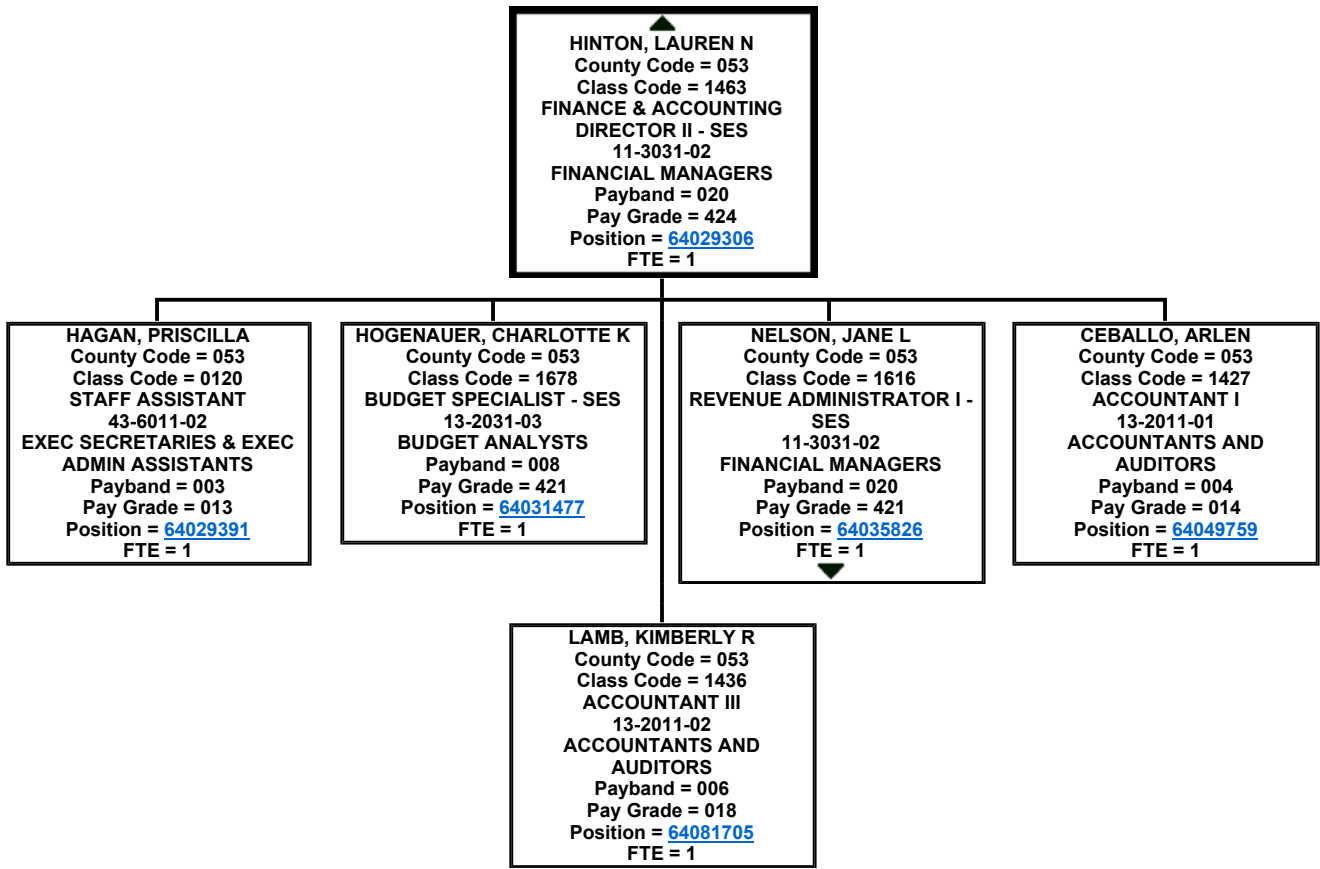 HINTON, LAUREN N
County Code = 053
Class Code = 1463
FINANCE & ACCOUNTING
DIRECTOR II - SES
11-3031-02
FINANCIAL MANAGERS
Payband = 020
Pay Grade = 424
Position = 64029306
FTE = 1
HAGAN, PRISCILLA
County Code = 053
Class Code = 0120
STAFF ASSISTANT
43-6011-02
EXEC SECRETARIES & EXEC
ADMIN ASSISTANTS
Payband = 003
Pay Grade = 013
Position = 64029391
FTE = 1
HOGENAUER, CHARLOTTE K
County Code = 053
Class Code = 1678
BUDGET SPECIALIST - SES
13-2031-03
BUDGET ANALYSTS
Payband = 008
Pay Grade = 421
Position = 64031477
FTE = 1
NELSON, JANE L
County Code = 053
Class Code = 1616
REVENUE ADMINISTRATOR I -
SES
11-3031-02
FINANCIAL MANAGERS
Payband = 020
Pay Grade = 421
Position = 64035826
FTE = 1
CEBALLO, ARLEN
County Code = 053
Class Code = 1427
ACCOUNTANT I
13-2011-01
ACCOUNTANTS AND
AUDITORS
Payband = 004
Pay Grade = 014
Position = 64049759
FTE = 1
LAMB, KIMBERLY R
County Code = 053
Class Code = 1436
ACCOUNTANT III
13-2011-02
ACCOUNTANTS AND
AUDITORS
Payband = 006
Pay Grade = 018
Position = 64081705
FTE = 1